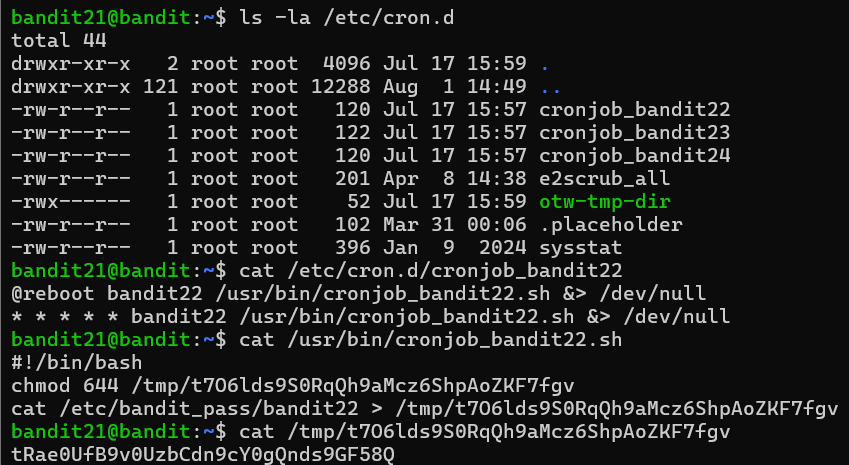 bandit21@bandit:~$ ls -la /etc/cron.d
total 44
drwxr-xr-x   2 root root  4096 Jul 17 15:59 .
drwxr-xr-x 121 root root 12288 Aug  1 14:49 ..
-rw-r--r--   1 root root   120 Jul 17 15:57 cronjob_bandit22
-rw-r--r--   1 root root   122 Jul 17 15:57 cronjob_bandit23
-rw-r--r--   1 root root   120 Jul 17 15:57 cronjob_bandit24
-rw-r--r--   1 root root   201 Apr  8 14:38 e2scrub_all
-rwx------   1 root root    52 Jul 17 15:59 otw-tmp-dir
-rw-r--r--   1 root root   102 Mar 31 00:06 .placeholder
-rw-r--r--   1 root root   396 Jan  9  2024 sysstat
bandit21@bandit:~$ cat /etc/cron.d/cronjob_bandit22
@reboot bandit22 /usr/bin/cronjob_bandit22.sh &> /dev/null
* * * * * bandit22 /usr/bin/cronjob_bandit22.sh &> /dev/null
bandit21@bandit:~$ cat /usr/bin/cronjob_bandit22.sh
#!/bin/bash
chmod 644 /tmp/t7O6lds9S0RqQh9aMcz6ShpAoZKF7fgv
cat /etc/bandit_pass/bandit22 > /tmp/t7O6lds9S0RqQh9aMcz6ShpAoZKF7fgv
bandit21@bandit:~$ cat /tmp/t7O6lds9S0RqQh9aMcz6ShpAoZKF7fgv
tRae0UfB9v0UzbCdn9cY0gQnds9GF58Q